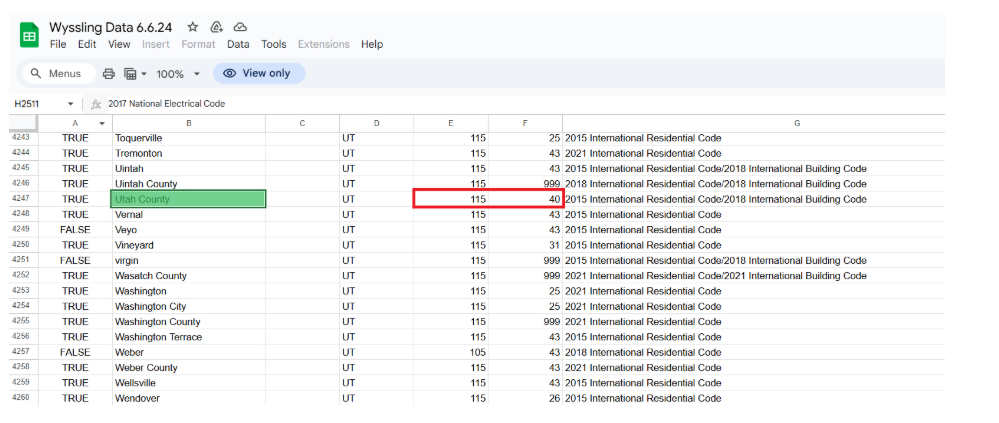 Wyssling Data 6.6.24
File Edit View Insert Format Data Tools Extensions Help
Menus 100% View only
H2511 fx 2017 National Electrical Code
A B C D E F G
4243 TRUE Toquerville UT 115 25 2015 International Residential Code
4244 TRUE Tremonton UT 115 43 2021 International Residential Code
4245 TRUE Uintah UT 115 43 2015 International Residential Code/2018 International Building Code
4246 TRUE Uintah County UT 115 999 2018 International Residential Code/2018 International Building Code
4247 TRUE Utah County UT 115 40 2015 International Residential Code/2018 International Building Code
4248 TRUE Vernal UT 115 43 2015 International Residential Code
4249 FALSE Veyo UT 115 43 2015 International Residential Code
4250 TRUE Vineyard UT 115 31 2015 International Residential Code
4251 FALSE virgin UT 115 999 2015 International Residential Code/2018 International Building Code
4252 TRUE Wasatch County UT 115 999 2021 International Residential Code/2021 International Building Code
4253 TRUE Washington UT 115 25 2021 International Residential Code
4254 TRUE Washington City UT 115 25 2021 International Residential Code
4255 TRUE Washington County UT 115 999 2021 International Residential Code
4256 TRUE Washington Terrace UT 115 43 2015 International Residential Code
4257 FALSE Weber UT 105 43 2018 International Residential Code
4258 TRUE Weber County UT 115 43 2021 International Residential Code
4259 TRUE Wellsville UT 115 43 2015 International Residential Code
4260 TRUE Wendover UT 115 26 2015 International Residential Code